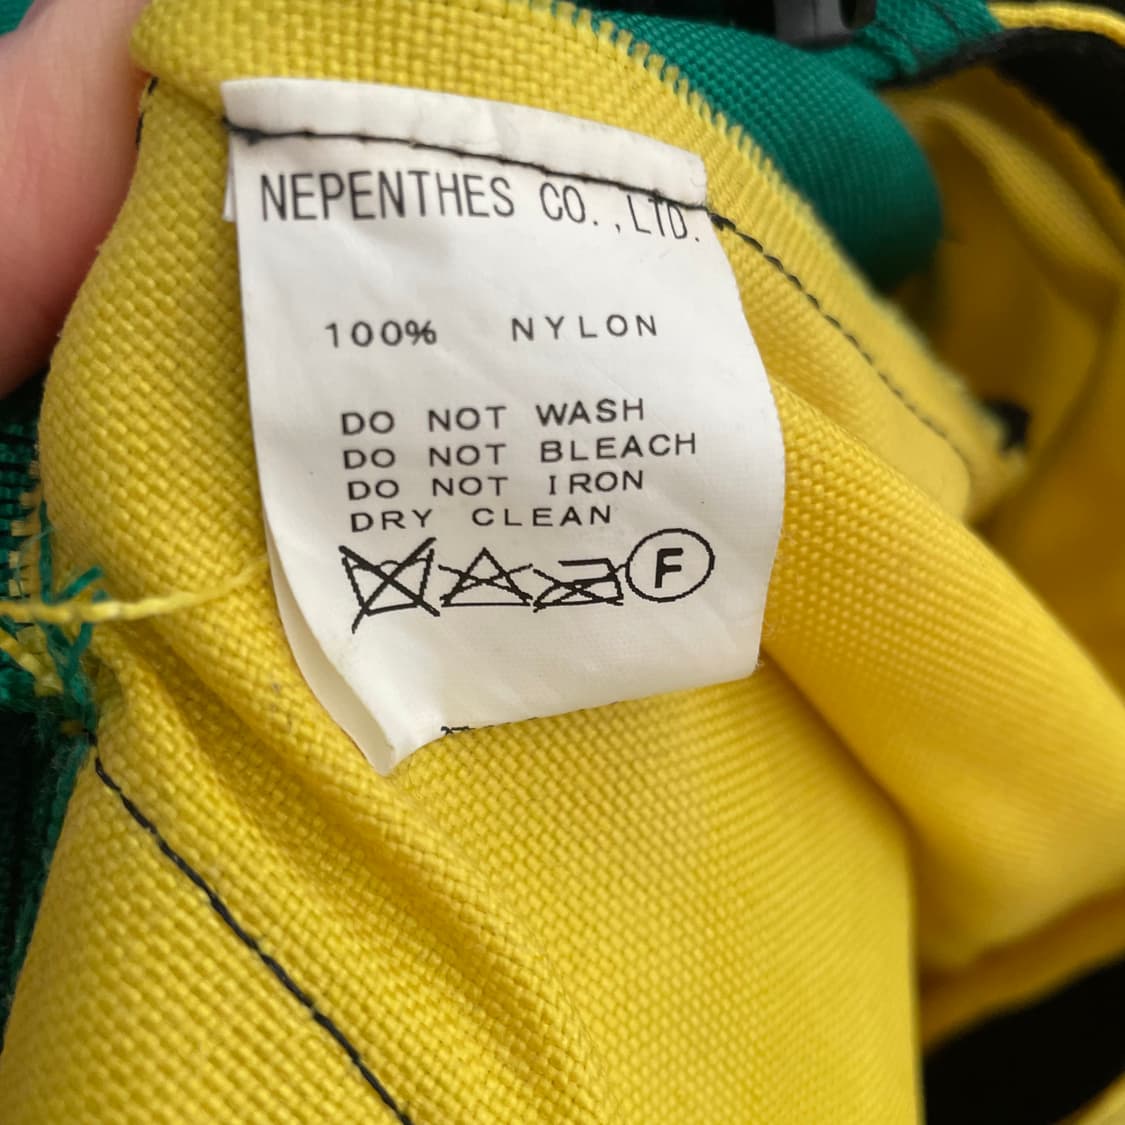 NEPENTHES CO.,LTD.
100% NYLON
DO NOT WASH
DO NOT BLEACH
DO NOT IRON
DRY CLEAN
F